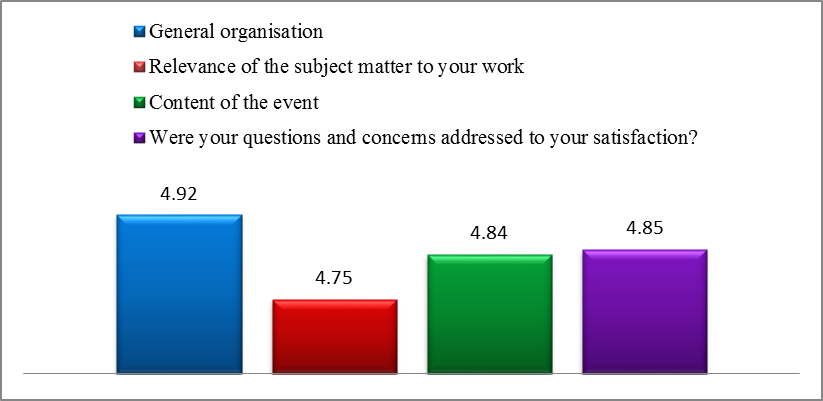 General organisation
Relevance of the subject matter to your work
Content of the event
Were your questions and concerns addressed to your satisfaction?
4.92
4.75
4.84
4.85